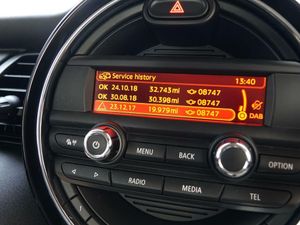 Service history 13:40
OK 24.10.18 32.743mi 08747
OK 30.08.18 30.398mi 08747
23.12.17 19.979mi 08747
DAB
MENU BACK OPTION
RADIO MEDIA TEL